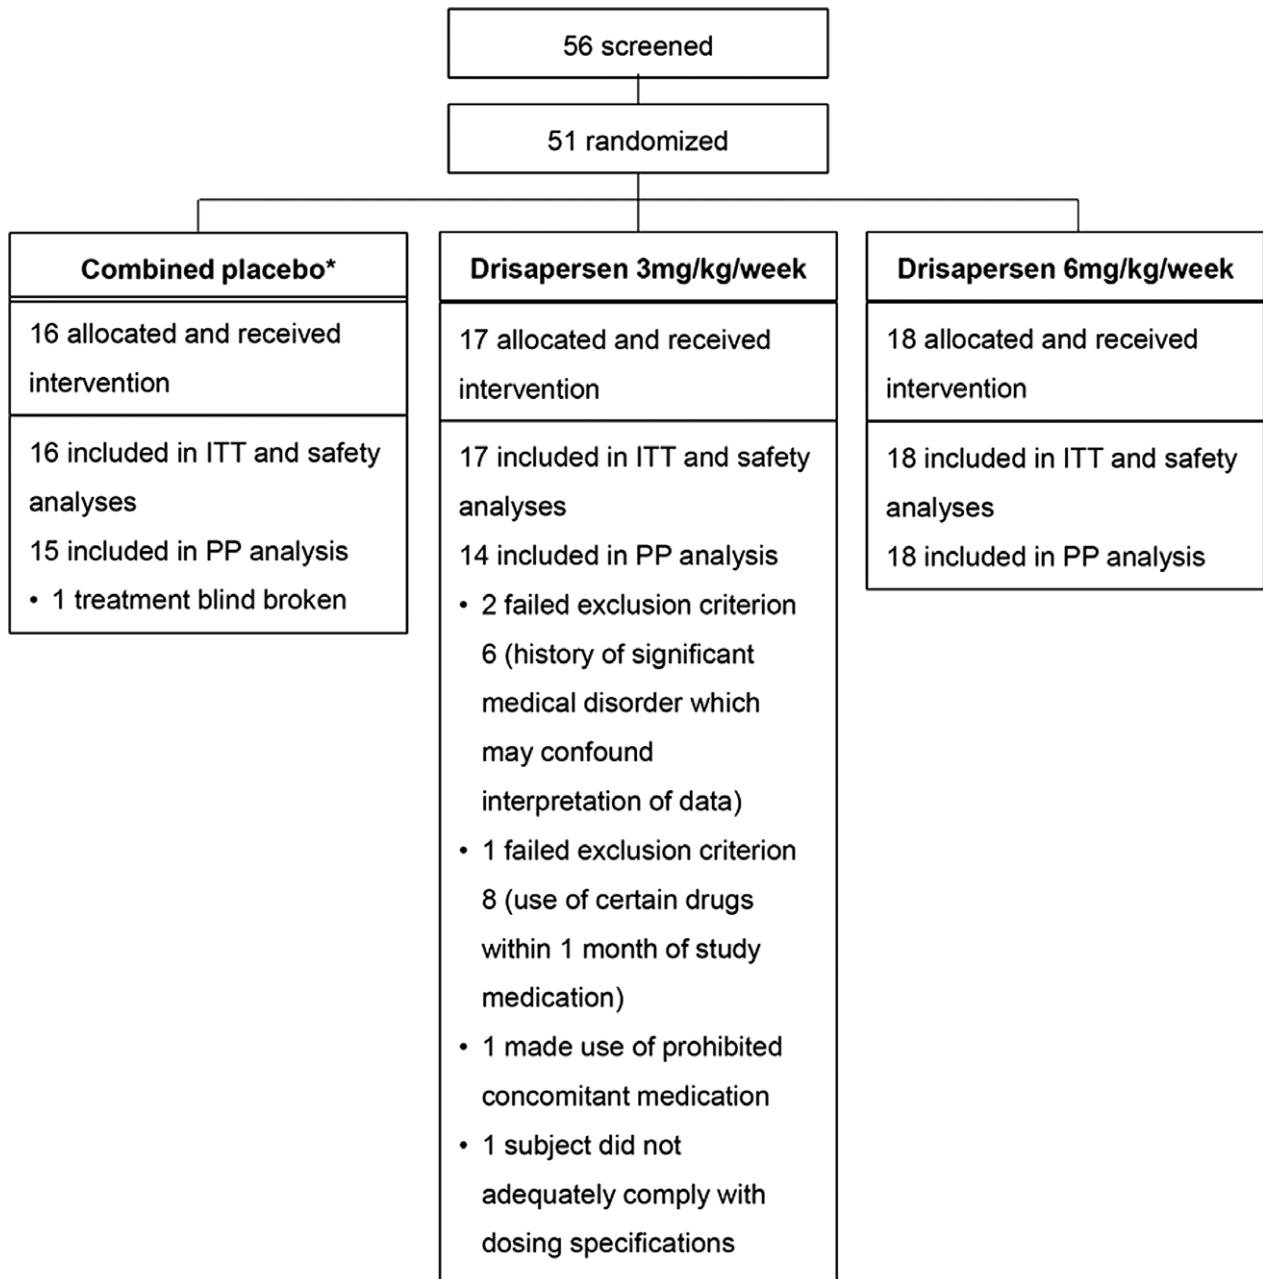 56 screened
51 randomized
Combined placebo*
16 allocated and received
intervention
16 included in ITT and safety
analyses
15 included in PP analysis
• 1 treatment blind broken
Drisapersen 3mg/kg/week
17 allocated and received
intervention
17 included in ITT and safety
analyses
14 included in PP analysis
• 2 failed exclusion criterion
6 (history of significant
medical disorder which
may confound
interpretation of data)
• 1 failed exclusion criterion
8 (use of certain drugs
within 1 month of study
medication)
• 1 made use of prohibited
concomitant medication
• 1 subject did not
adequately comply with
dosing specifications
Drisapersen 6mg/kg/week
18 allocated and received
intervention
18 included in ITT and safety
analyses
18 included in PP analysis